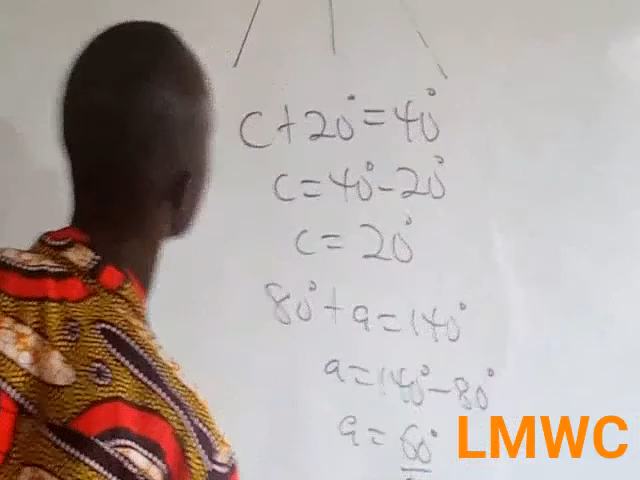 c + 20° = 40°
c = 40° - 20°
c = 20°
80° + a = 140°
a = 140° - 80°
a = 60°
LMWC